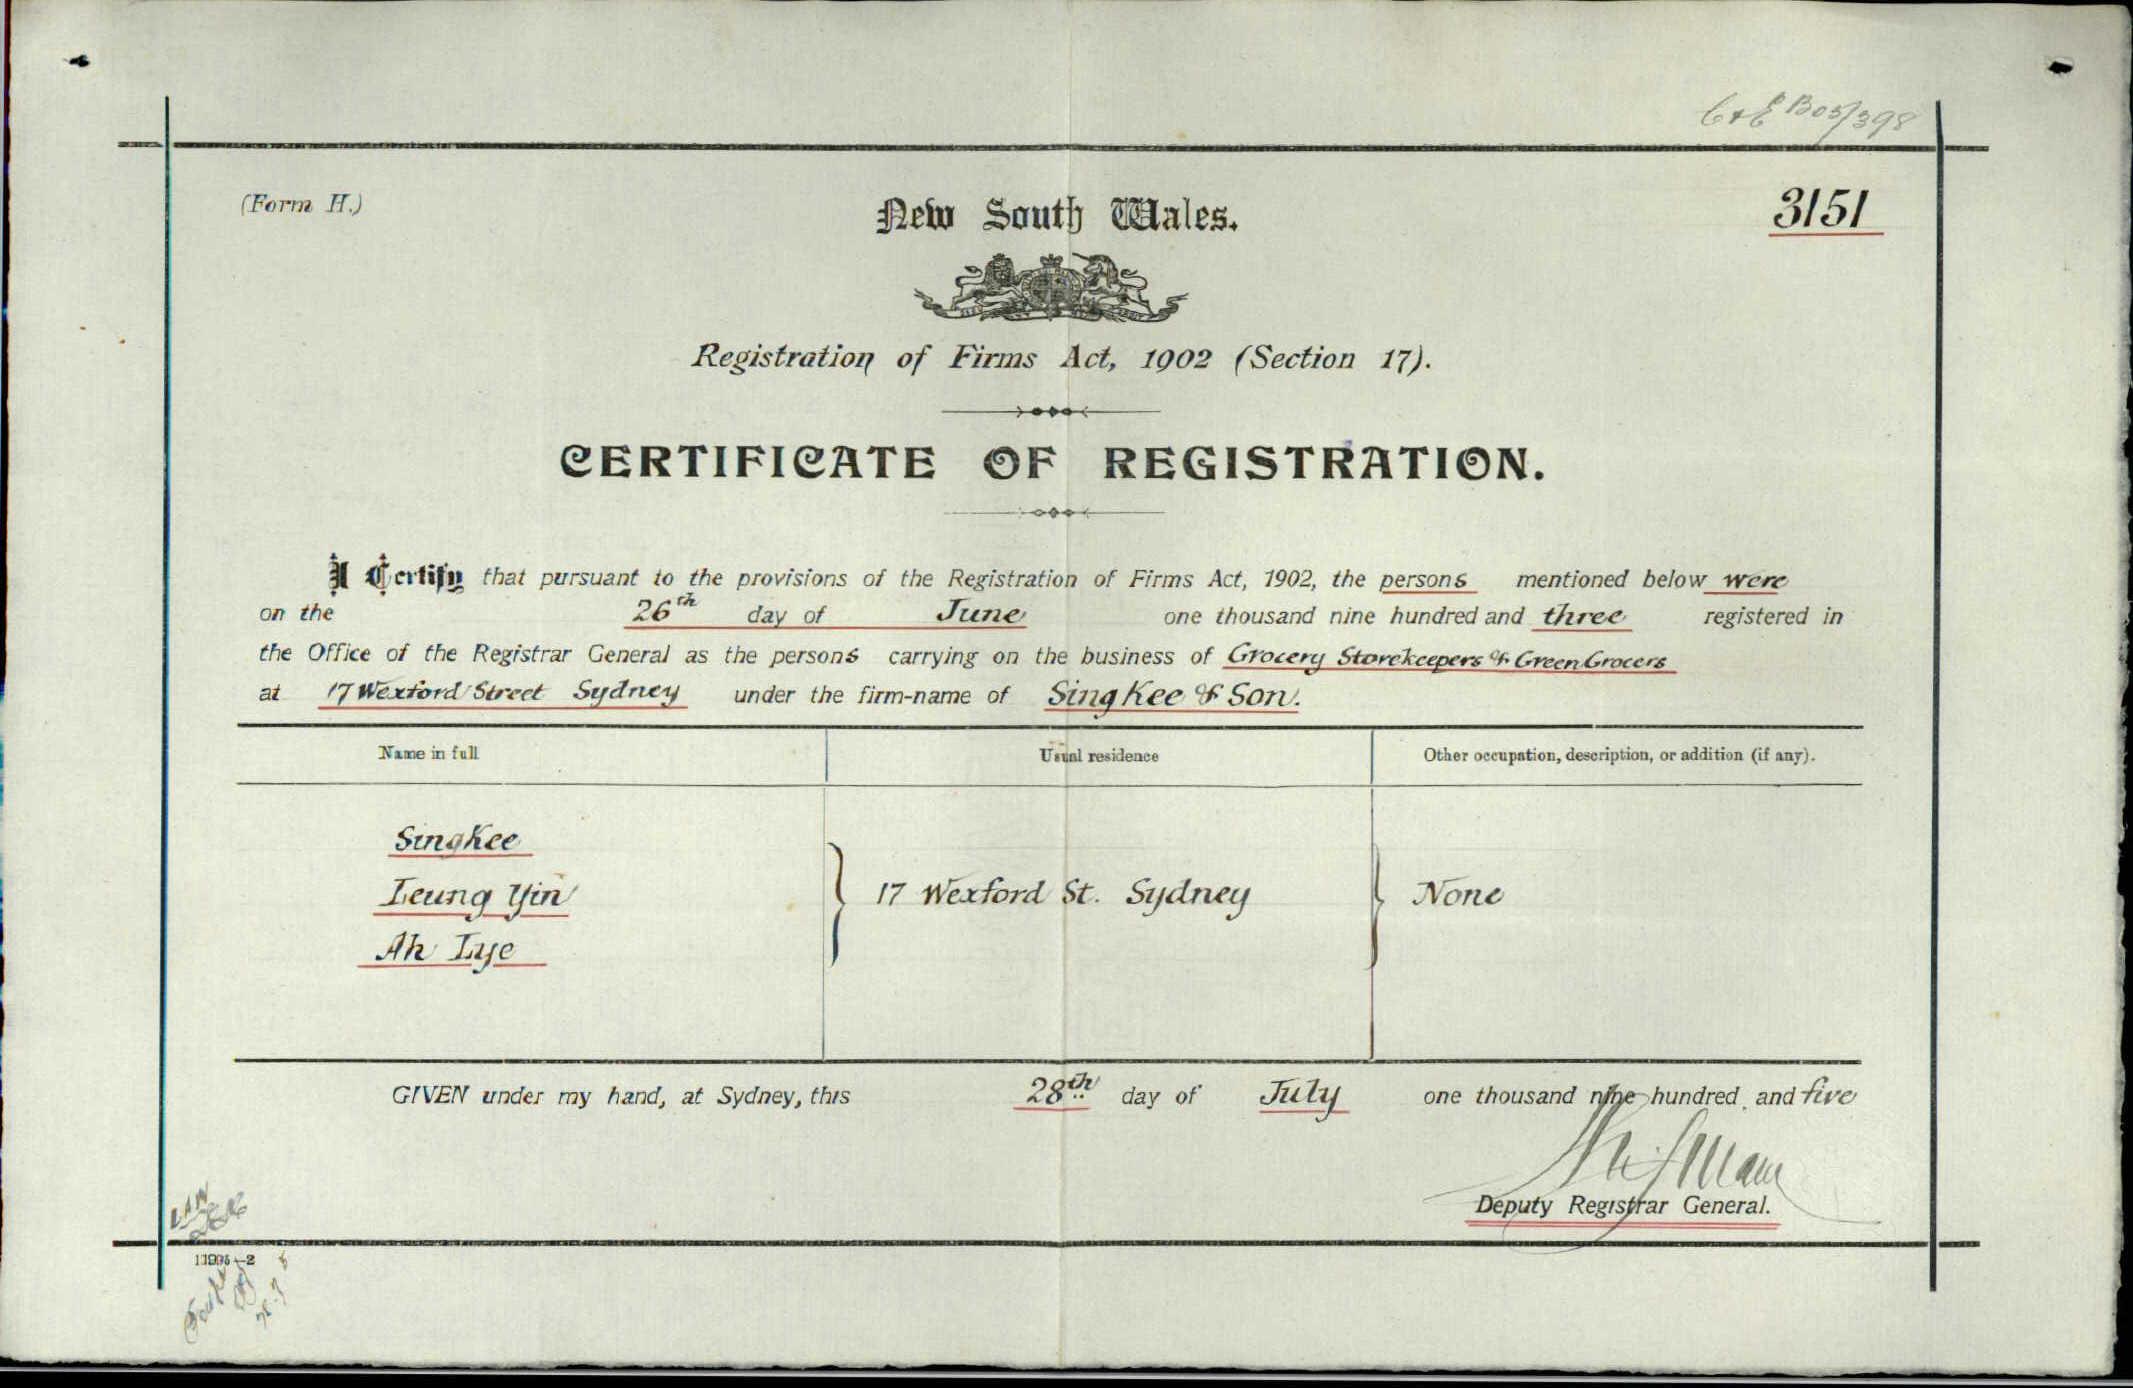 C & E B05/398
(Form H.)
New South Wales.
3151
Registration of Firms Act, 1902 (Section 17).
CERTIFICATE OF REGISTRATION.
I Certify that pursuant to the provisions of the Registration of Firms Act, 1902, the persons mentioned below were
on the 26th day of June one thousand nine hundred and three registered in
the Office of the Registrar General as the persons carrying on the business of Grocery Storekeepers & Green Grocers
at 17 Wexford Street Sydney under the firm-name of Sing Kee & Son.
Name in full Usual residence Other occupation, description, or addition (if any).
Sing Kee
Leung Yin
17 Wexford St. Sydney None
Ah Lye
GIVEN under my hand, at Sydney, this 28th day of July one thousand nine hundred and five
Deputy Registrar General.